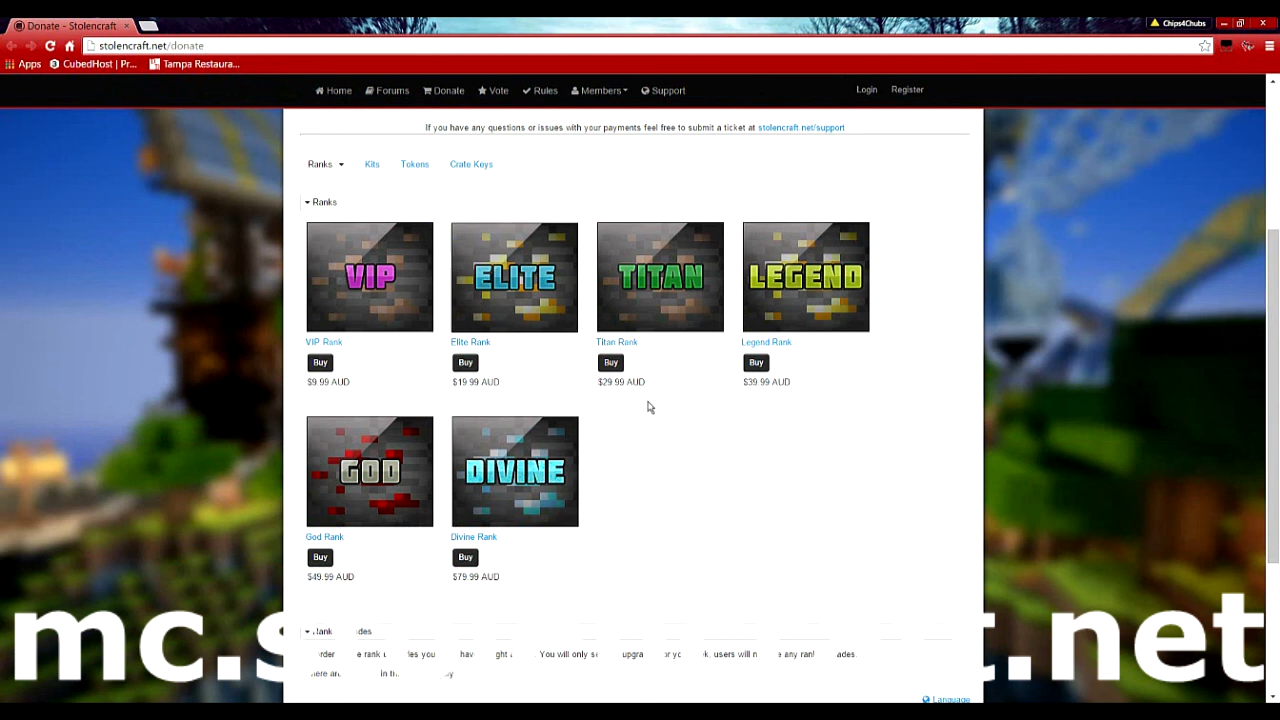 Donate - Stolencraft
Chips4Chubs
stolencraft.net/donate
Apps CubedHost | Pr... Tampa Restaura...
Home Forums Donate Vote Rules Members Support Login Register
If you have any questions or issues with your payments feel free to submit a ticket at stolencraft.net/support
Ranks Kits Tokens Crate Keys
Ranks
VIP ELITE TITAN LEGEND
VIP Rank Elite Rank Titan Rank Legend Rank
Buy Buy Buy Buy
$9.99 AUD $19.99 AUD $29.99 AUD $39.99 AUD
GOD DIVINE
God Rank Divine Rank
Buy Buy
$49.99 AUD $79.99 AUD
mc.s t.net
You will only
users will
Language